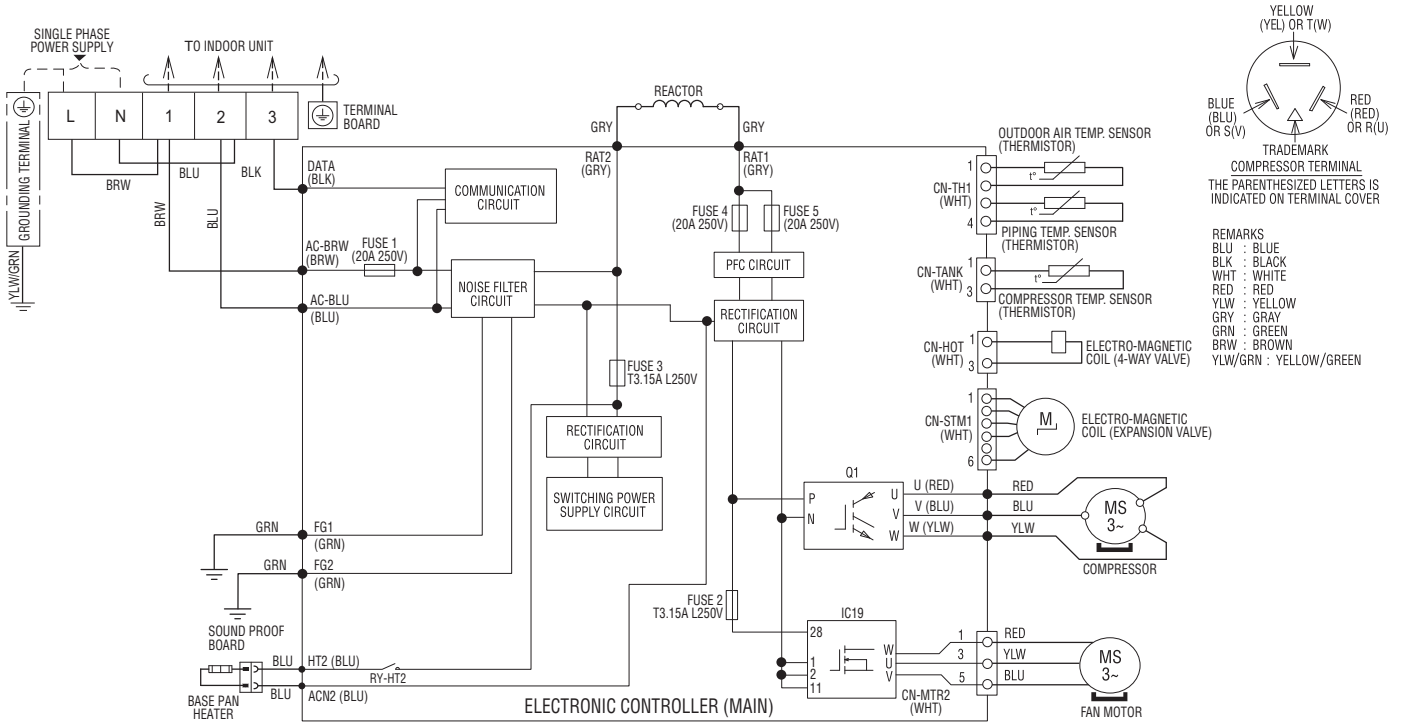 SINGLE PHASE
POWER SUPPLY
TO INDOOR UNIT
L
N
1
2
3
TERMINAL
BOARD
GROUNDING TERMINAL
YLW/GRN
BRW
BLU
BLK
BRW
BLU
DATA
(BLK)
AC-BRW
(BRW)
FUSE 1
(20A 250V)
AC-BLU
(BLU)
COMMUNICATION
CIRCUIT
NOISE FILTER
CIRCUIT
REACTOR
GRY
GRY
RAT2
(GRY)
RAT1
(GRY)
FUSE 4
(20A 250V)
FUSE 5
(20A 250V)
PFC CIRCUIT
RECTIFICATION
CIRCUIT
FUSE 3
T3.15A L250V
RECTIFICATION
CIRCUIT
SWITCHING POWER
SUPPLY CIRCUIT
GRN
FG1
(GRN)
GRN
FG2
(GRN)
SOUND PROOF
BOARD
BLU
HT2 (BLU)
RY-HT2
BLU
ACN2 (BLU)
BASE PAN
HEATER
ELECTRONIC CONTROLLER (MAIN)
FUSE 2
T3.15A L250V
Q1
P
N
U
V
W
U (RED)
V (BLU)
W (YLW)
RED
BLU
YLW
MS
3~
COMPRESSOR
IC19
28
1
2
11
W
U
V
1
3
5
CN-MTR2
(WHT)
RED
YLW
BLU
MS
3~
FAN MOTOR
OUTDOOR AIR TEMP. SENSOR
(THERMISTOR)
1
CN-TH1
(WHT)
4
t°
t°
PIPING TEMP. SENSOR
(THERMISTOR)
1
CN-TANK
(WHT)
3
t°
COMPRESSOR TEMP. SENSOR
(THERMISTOR)
1
CN-HOT
(WHT)
3
ELECTRO-MAGNETIC
COIL (4-WAY VALVE)
1
CN-STM1
(WHT)
6
M
ELECTRO-MAGNETIC
COIL (EXPANSION VALVE)
YELLOW
(YEL) OR T(W)
BLUE
(BLU)
OR S(V)
RED
(RED)
OR R(U)
TRADEMARK
COMPRESSOR TERMINAL
THE PARENTHESIZED LETTERS IS
INDICATED ON TERMINAL COVER
REMARKS
BLU : BLUE
BLK : BLACK
WHT : WHITE
RED : RED
YLW : YELLOW
GRY : GRAY
GRN : GREEN
BRW : BROWN
YLW/GRN : YELLOW/GREEN